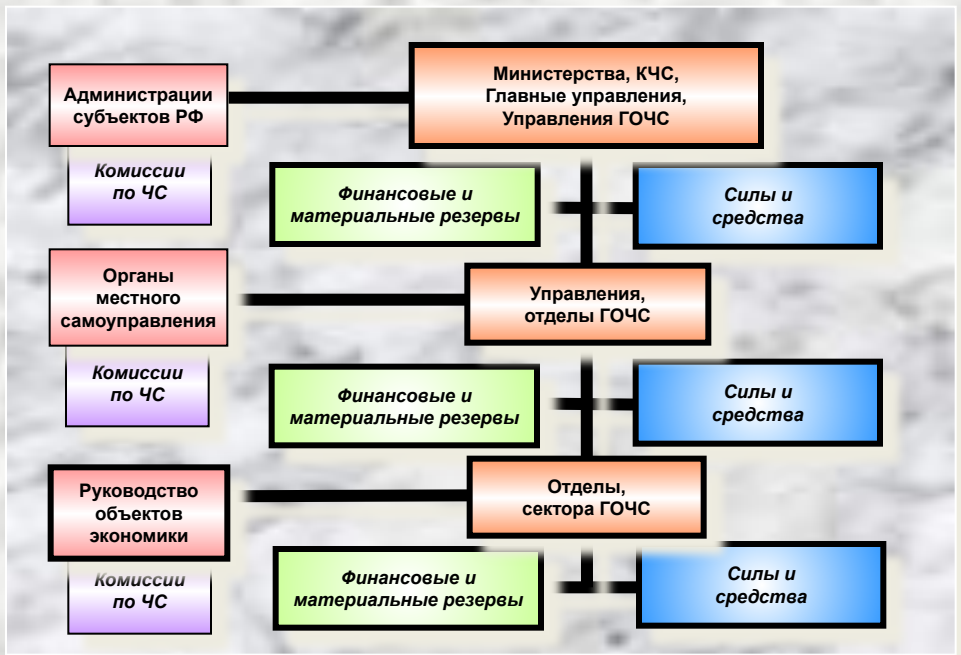 Администрации
субъектов РФ
Министерства, КЧС,
Главные управления,
Управления ГОЧС
Комиссии
по ЧС
Финансовые и
материальные резервы
Силы и
средства
Органы
местного
самоуправления
Управления,
отделы ГОЧС
Комиссии
по ЧС
Финансовые и
материальные резервы
Силы и
средства
Руководство
объектов
экономики
Отделы,
сектора ГОЧС
Комиссии
по ЧС
Финансовые и
материальные резервы
Силы и
средства